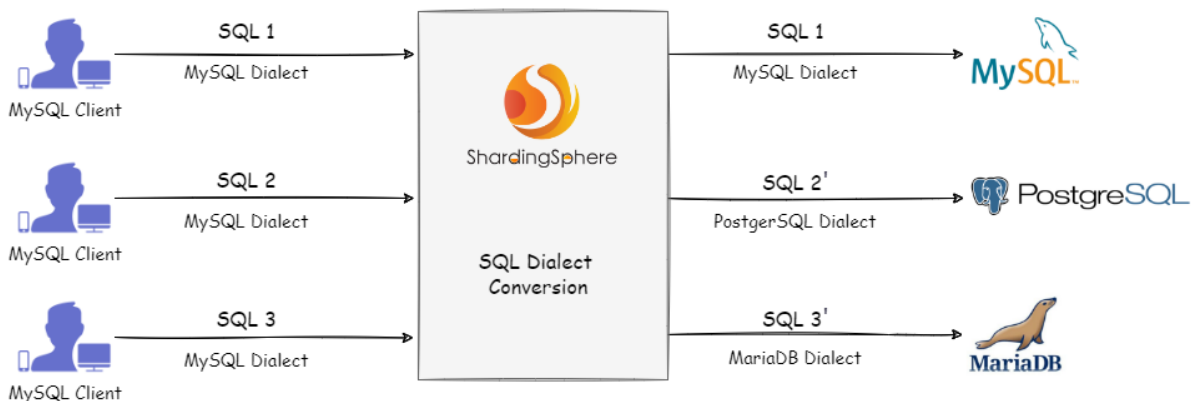 SQL 1
MySQL Dialect
MySQL Client
SQL 2
MySQL Dialect
MySQL Client
SQL 3
MySQL Dialect
MySQL Client
ShardingSphere
SQL Dialect
Conversion
SQL 1
MySQL Dialect
MySQL™
SQL 2'
PostgerSQL Dialect
PostgreSQL
SQL 3'
MariaDB Dialect
MariaDB